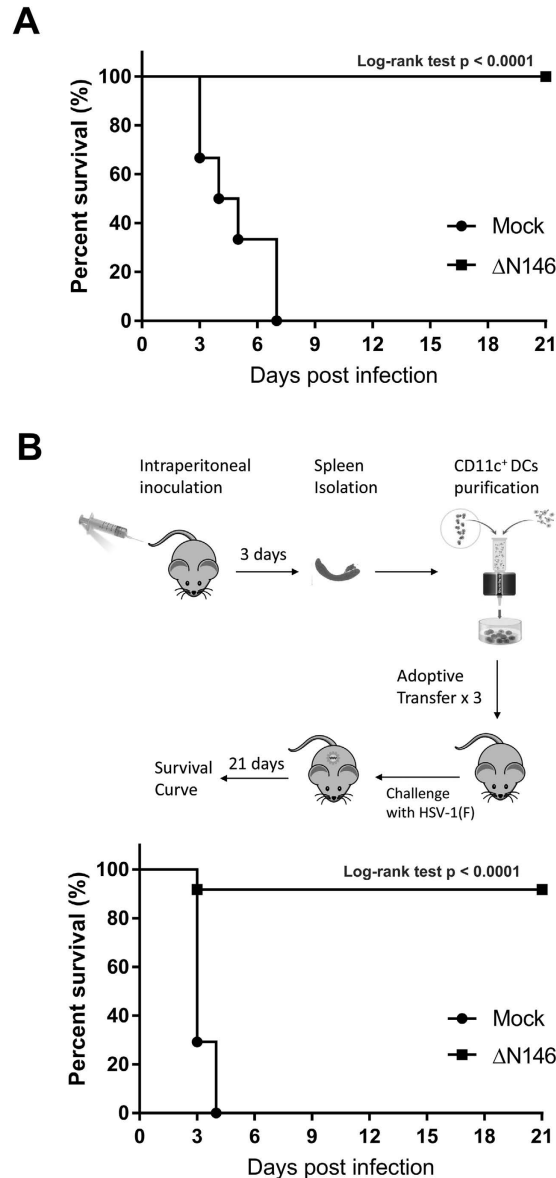 A
Log-rank test p < 0.0001
Percent survival (%)
100
80
60
40
20
0
Mock
ΔN146
0 3 6 9 12 15 18 21
Days post infection
B
Intraperitoneal
inoculation
Spleen
Isolation
CD11c⁺ DCs
purification
3 days
Adoptive
Transfer x 3
Survival
Curve
21 days
Challenge
with HSV-1(F)
Log-rank test p < 0.0001
Percent survival (%)
100
80
60
40
20
0
Mock
ΔN146
0 3 6 9 12 15 18 21
Days post infection